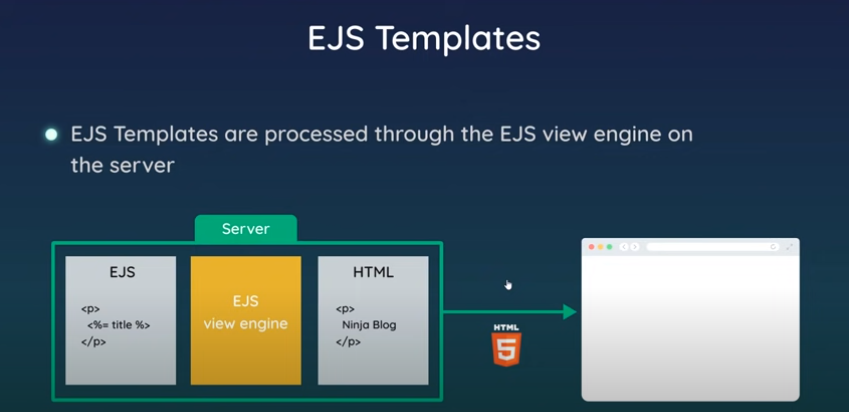 EJS Templates
EJS Templates are processed through the EJS view engine on
the server
Server
EJS
<p>
<%= title %>
</p>
EJS
view engine
HTML
<p>
Ninja Blog
</p>
HTML
5